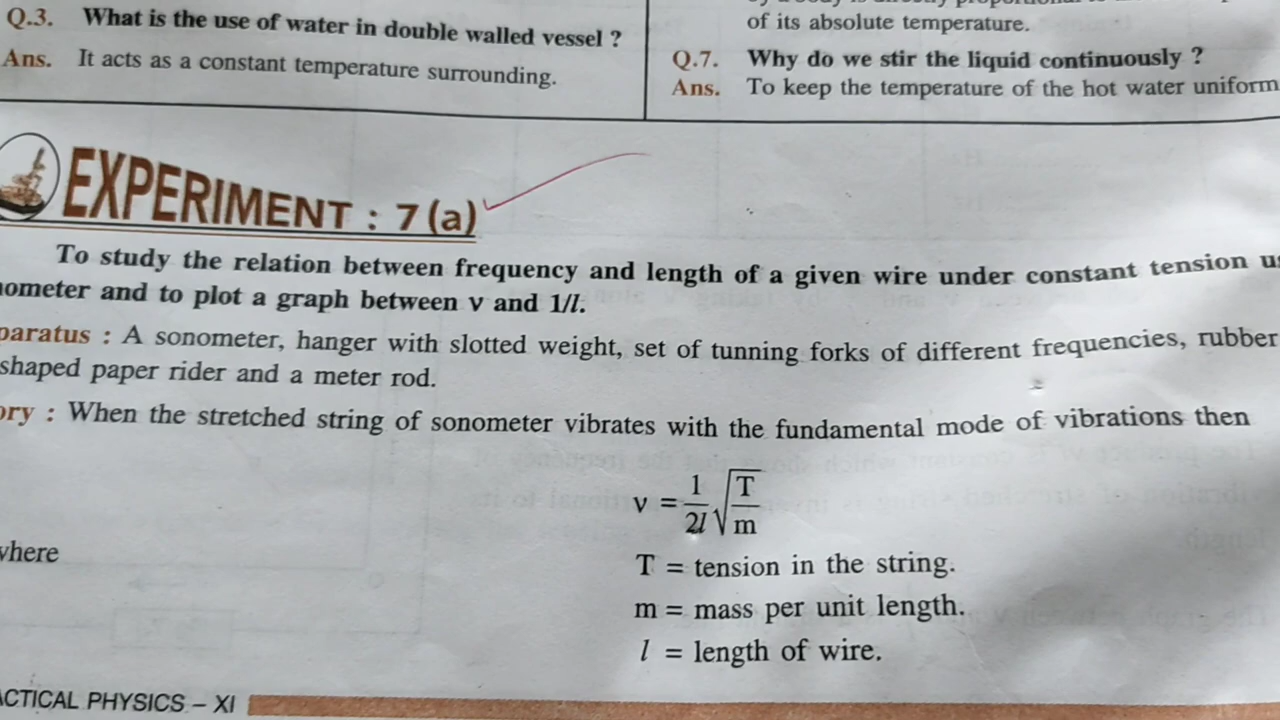 Q.3. What is the use of water in double walled vessel ?
Ans. It acts as a constant temperature surrounding.
of its absolute temperature.
Q.7. Why do we stir the liquid continuously ?
Ans. To keep the temperature of the hot water uniform
EXPERIMENT : 7 (a)
To study the relation between frequency and length of a given wire under constant tension
ometer and to plot a graph between ν and 1/l.
paratus : A sonometer, hanger with slotted weight, set of tunning forks of different frequencies, rubber
shaped paper rider and a meter rod.
ory : When the stretched string of sonometer vibrates with the fundamental mode of vibrations then
ν = 1/2l √T/m
where
T = tension in the string.
m = mass per unit length.
l = length of wire.
ACTICAL PHYSICS – XI